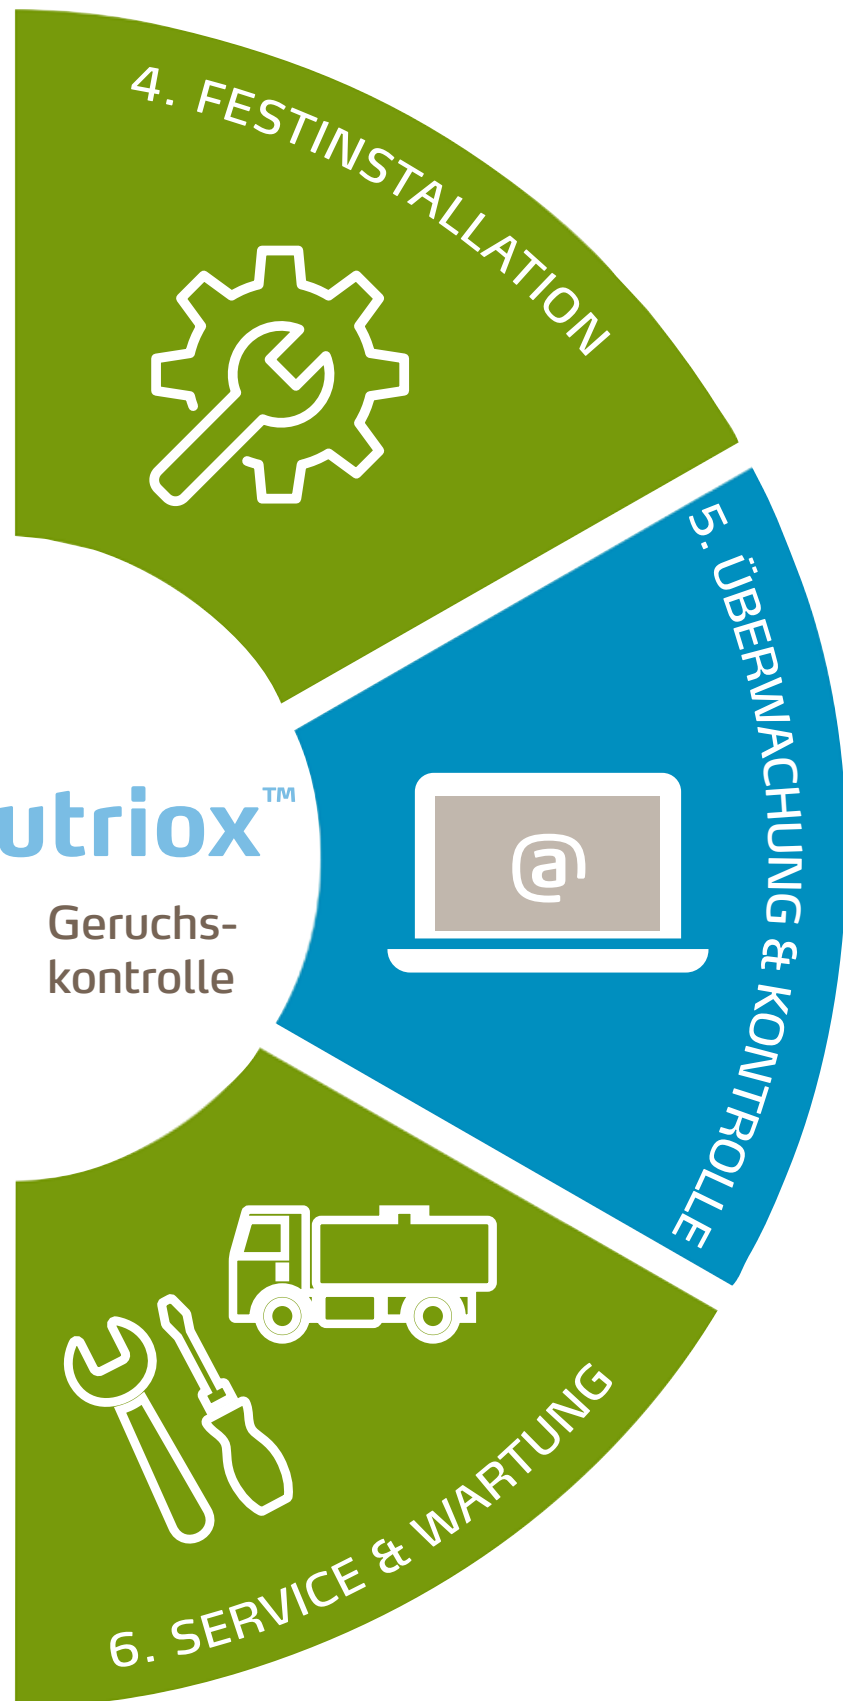 4. FESTINSTALLATION
5. ÜBERWACHUNG & KONTROLLE
@
utriox™
Geruchs-
kontrolle
6. SERVICE & WARTUNG